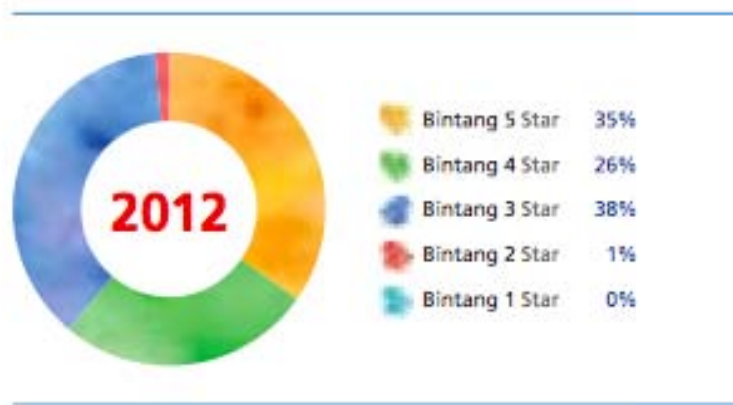 2012
Bintang 5 Star 35%
Bintang 4 Star 26%
Bintang 3 Star 38%
Bintang 2 Star 1%
Bintang 1 Star 0%